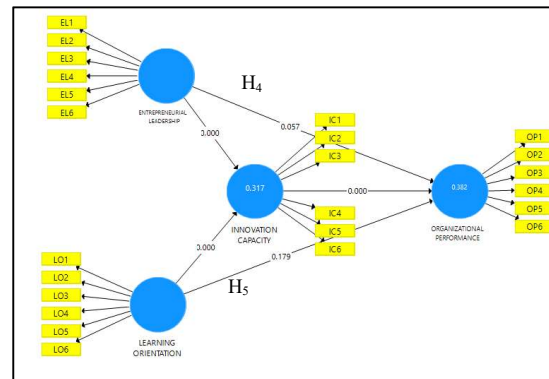 EL1
EL2
EL3
EL4
EL5
EL6
ENTREPRENEURIAL
LEADERSHIP
H4
0.057
0.000
IC1
IC2
IC3
0.317
0.000
INNOVATION
CAPACITY
IC4
IC5
IC6
OP1
OP2
OP3
OP4
OP5
OP6
0.382
ORGANIZATIONAL
PERFORMANCE
0.000
0.179
H5
LO1
LO2
LO3
LO4
LO5
LO6
LEARNING
ORIENTATION